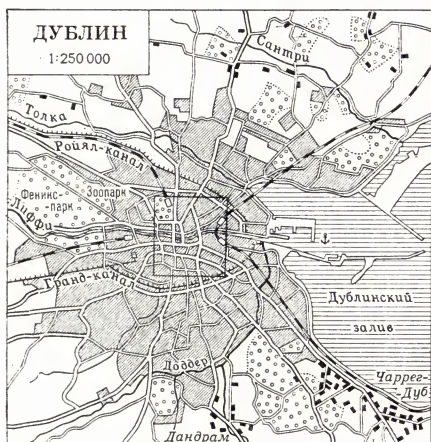 ДУБЛИН
1:250 000
Сантри
Толка
Ройял-канал
Зоопарк
Феникс-
парк
Лиффи
Гранд-канал
Дублинский
залив
Доддер
Чаррег-
Дуб
Дандрам